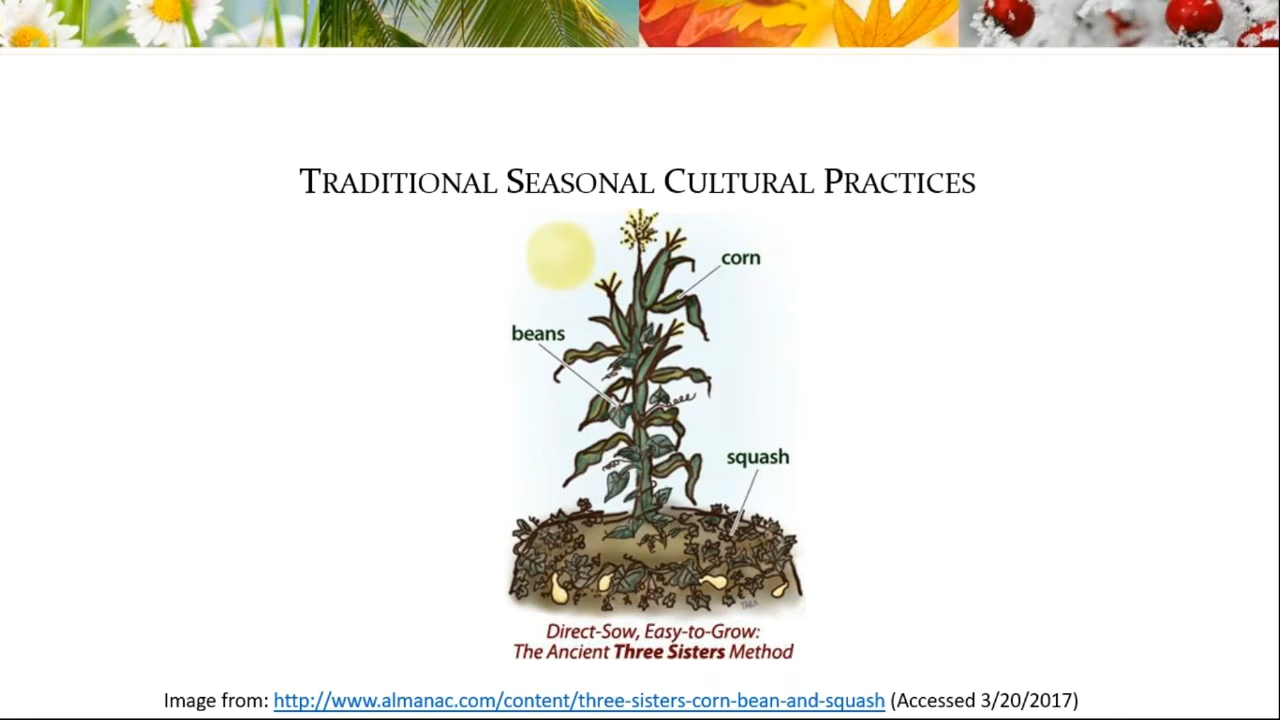 Traditional Seasonal Cultural Practices
corn
beans
squash
TARA
Direct-Sow, Easy-to-Grow:
The Ancient Three Sisters Method
Image from: http://www.almanac.com/content/three-sisters-corn-bean-and-squash (Accessed 3/20/2017)